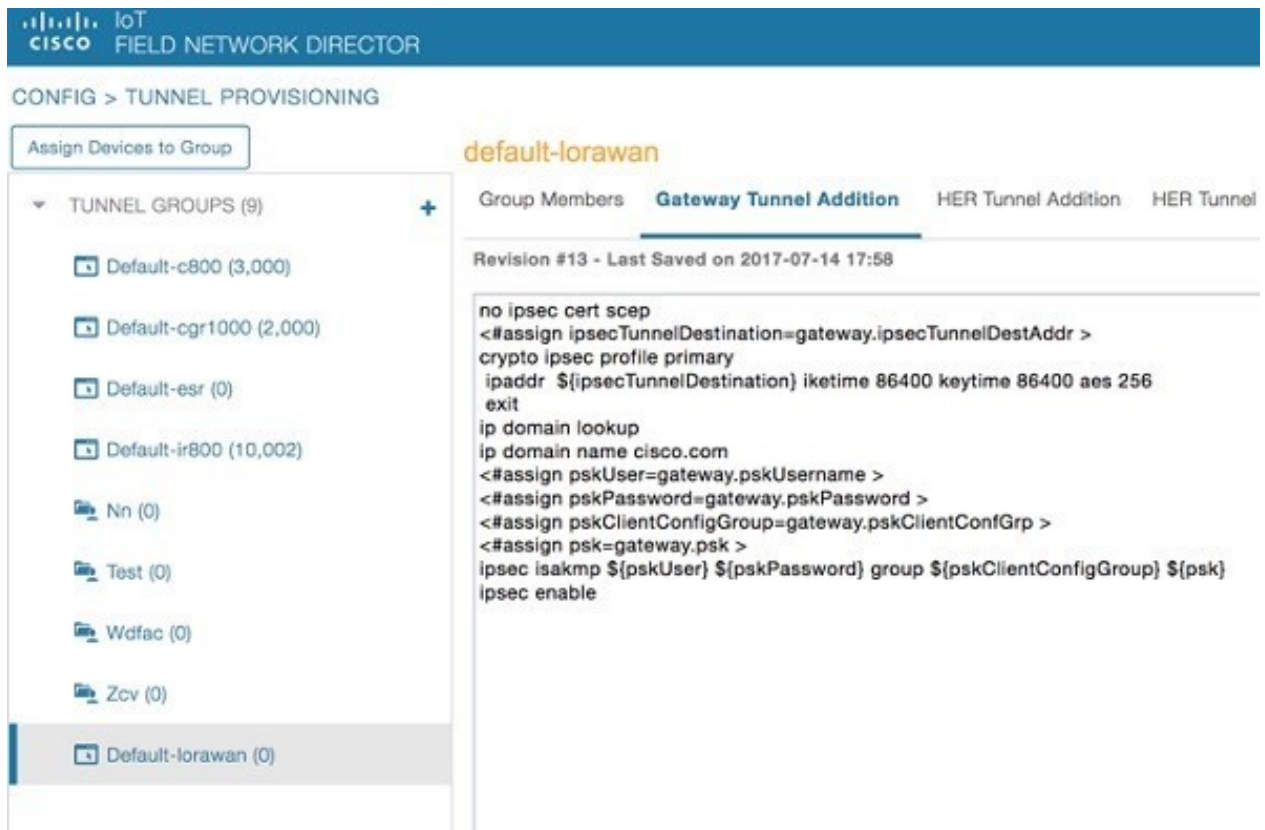 IoT
CISCO FIELD NETWORK DIRECTOR
CONFIG > TUNNEL PROVISIONING
Assign Devices to Group
TUNNEL GROUPS (9)
+
Default-c800 (3,000)
Default-cgr1000 (2,000)
Default-esr (0)
Default-ir800 (10,002)
Nn (0)
Test (0)
Wdfac (0)
Zcv (0)
Default-lorawan (0)
default-lorawan
Group Members Gateway Tunnel Addition HER Tunnel Addition HER Tunnel
Revision #13 - Last Saved on 2017-07-14 17:58
no ipsec cert scep
<#assign ipsecTunnelDestination=gateway.ipsecTunnelDestAddr >
crypto ipsec profile primary
ipaddr ${ipsecTunnelDestination} iketime 86400 keytime 86400 aes 256
exit
ip domain lookup
ip domain name cisco.com
<#assign pskUser=gateway.pskUsername >
<#assign pskPassword=gateway.pskPassword >
<#assign pskClientConfigGroup=gateway.pskClientConfGrp >
<#assign psk=gateway.psk >
ipsec isakmp ${pskUser} ${pskPassword} group ${pskClientConfigGroup} ${psk}
ipsec enable